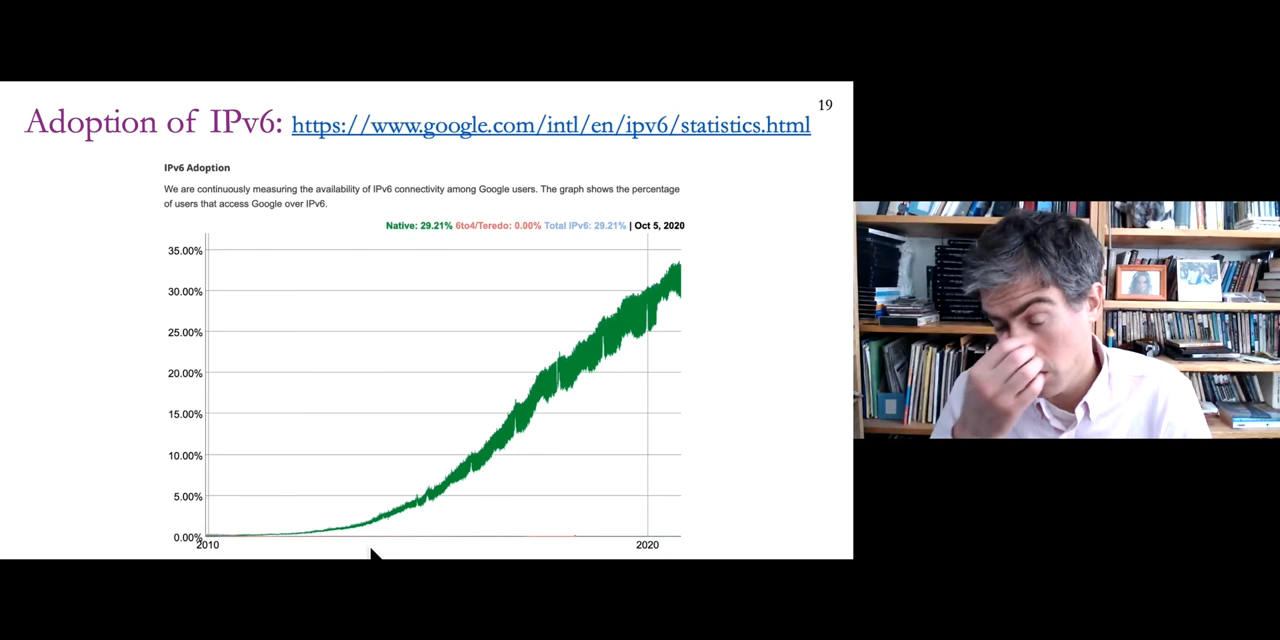 19
Adoption of IPv6: https://www.google.com/intl/en/ipv6/statistics.html
IPv6 Adoption
We are continuously measuring the availability of IPv6 connectivity among Google users. The graph shows the percentage
of users that access Google over IPv6.
Native: 29.21% 6to4/Teredo: 0.00% Total IPv6: 29.21% | Oct 5, 2020
35.00%
30.00%
25.00%
20.00%
15.00%
10.00%
5.00%
0.00%
2010 2020